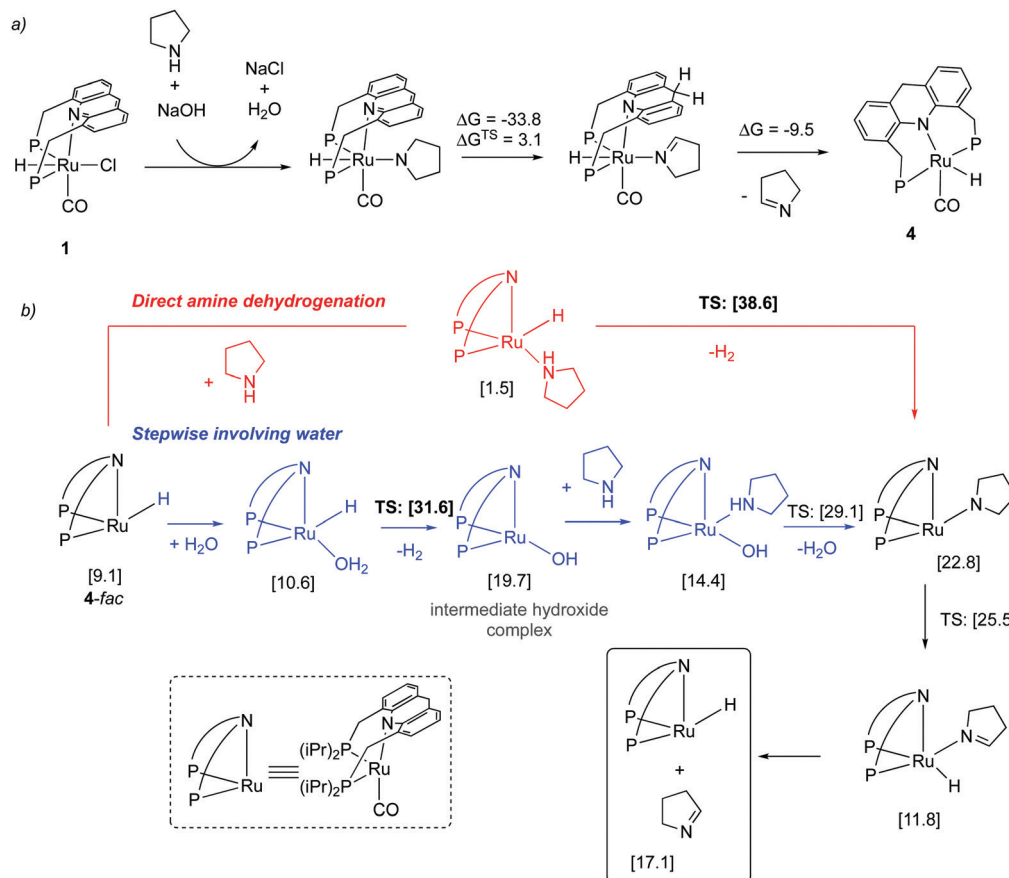 a)
N
H
+
NaOH
NaCl
+
H₂O
N
P
H
Ru
Cl
P
CO
1
N
P
H
Ru
N
P
CO
ΔG = -33.8
ΔG^TS = 3.1
H
H
N
P
H
Ru
N
P
CO
ΔG = -9.5
-
N
N
P
Ru
P
H
CO
4
b)
Direct amine dehydrogenation
+
N
H
N
P
H
P
Ru
H
N
[1.5]
TS: [38.6]
-H₂
Stepwise involving water
N
H
P
P
Ru
[9.1]
4-fac
+ H₂O
N
H
P
P
Ru
OH₂
[10.6]
TS: [31.6]
-H₂
N
P
P
Ru
OH
[19.7]
intermediate hydroxide
complex
+
N
H
N
HN
P
P
Ru
OH
[14.4]
TS: [29.1]
-H₂O
N
N
P
P
Ru
[22.8]
TS: [25.5
N
P
P
Ru
N
H
[11.8]
N
H
P
P
Ru
+
N
[17.1]
N
P
P
Ru
N
(iPr)₂P
(iPr)₂P
Ru
CO